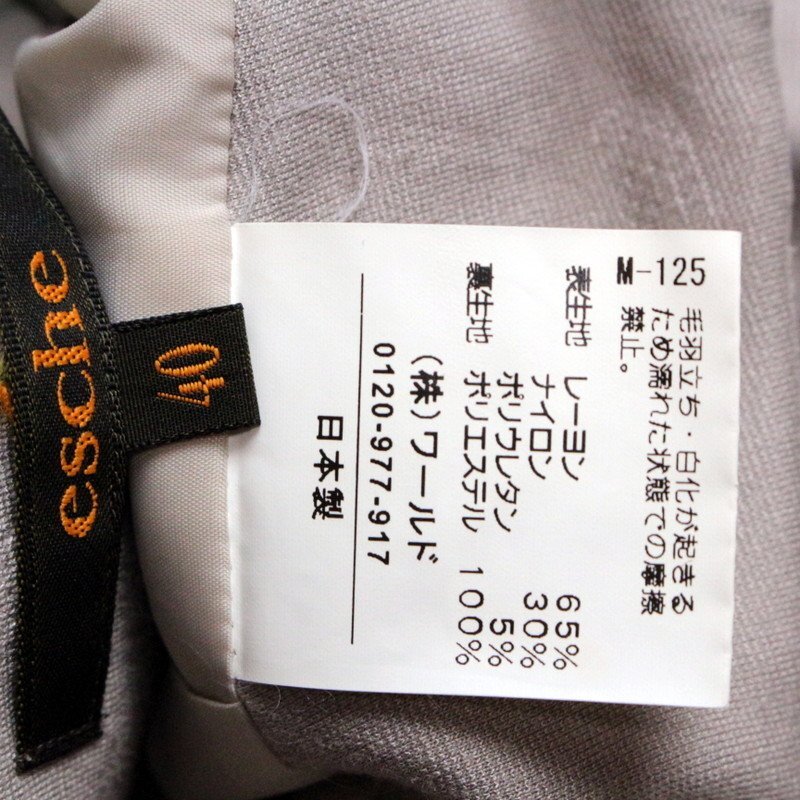 esche
40
M-125
毛羽立ち・白化が起きる
ため濡れた状態での摩擦
禁止。
表生地 レーヨン 65%
ナイロン 30%
ポリウレタン 5%
裏生地 ポリエステル 100%
(株)ワールド
0120-977-917
日本製